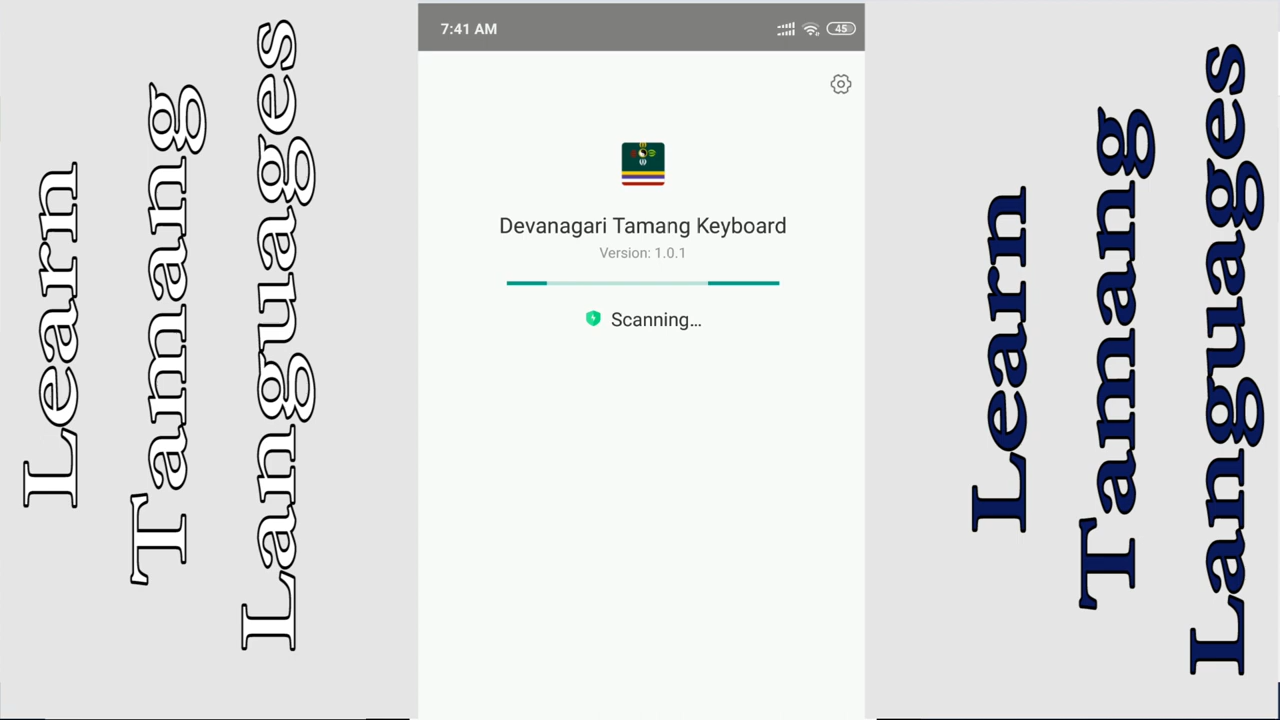 Learn
Tamang
Languages
7:41 AM
45
Devanagari Tamang Keyboard
Version: 1.0.1
Scanning...
Learn
Tamang
Languages